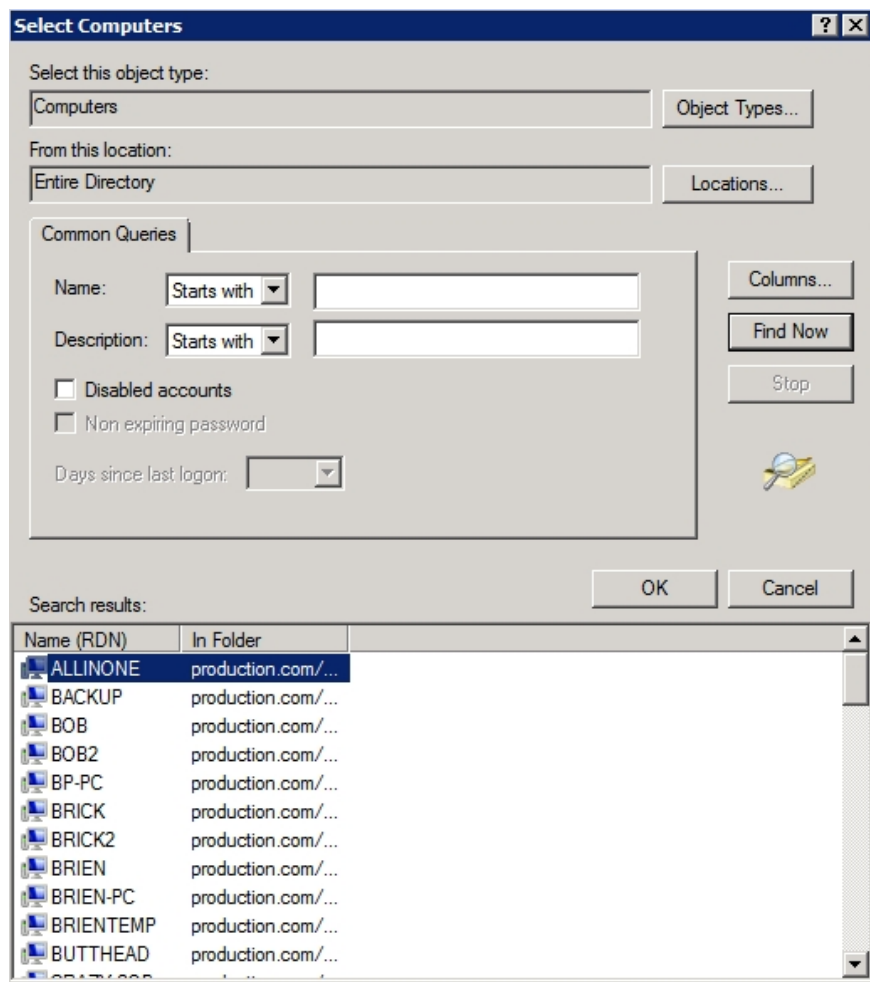 Select Computers
Select this object type:
Computers
Object Types...
From this location:
Entire Directory
Locations...
Common Queries
Name: Starts with
Columns...
Description: Starts with
Find Now
Disabled accounts
Stop
Non expiring password
Days since last logon:
OK Cancel
Search results:
Name (RDN) In Folder
ALLINONE production.com/...
BACKUP production.com/...
BOB production.com/...
BOB2 production.com/...
BP-PC production.com/...
BRICK production.com/...
BRICK2 production.com/...
BRIEN production.com/...
BRIEN-PC production.com/...
BRIENTEMP production.com/...
BUTTHEAD production.com/...